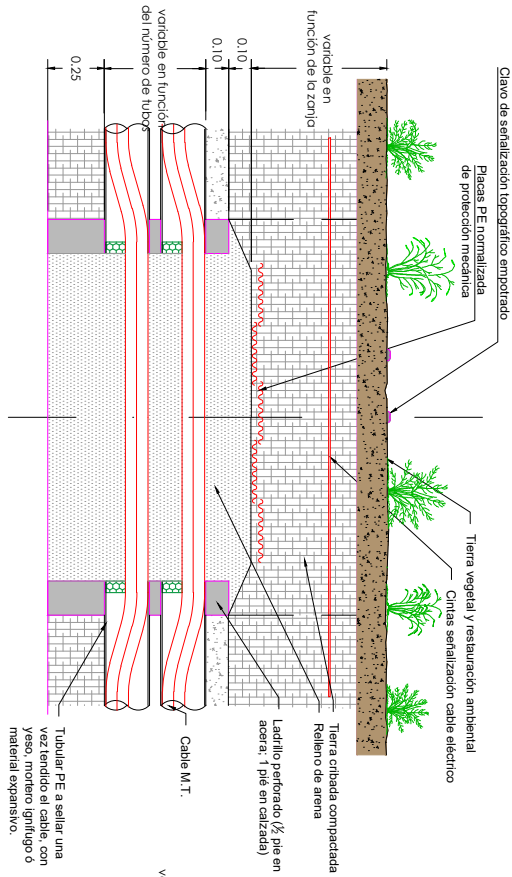 Clavo de señalización topográfico empotrado
Placas PE normalizada
de protección mecánica
variable en
función de la zanja
0.10
0.10
variable en función
del número de tubos
0.25
Tierra vegetal y restauración ambiental
Cintas señalización cable eléctrico
Tierra cribada compactada
Relleno de arena
Ladrillo perforado (½ pie en
acera; 1 pié en calzada)
Cable M.T.
Tubular PE a sellar una
vez tendido el cable, con
yeso, mortero ignífugo ó
material expansivo.
v